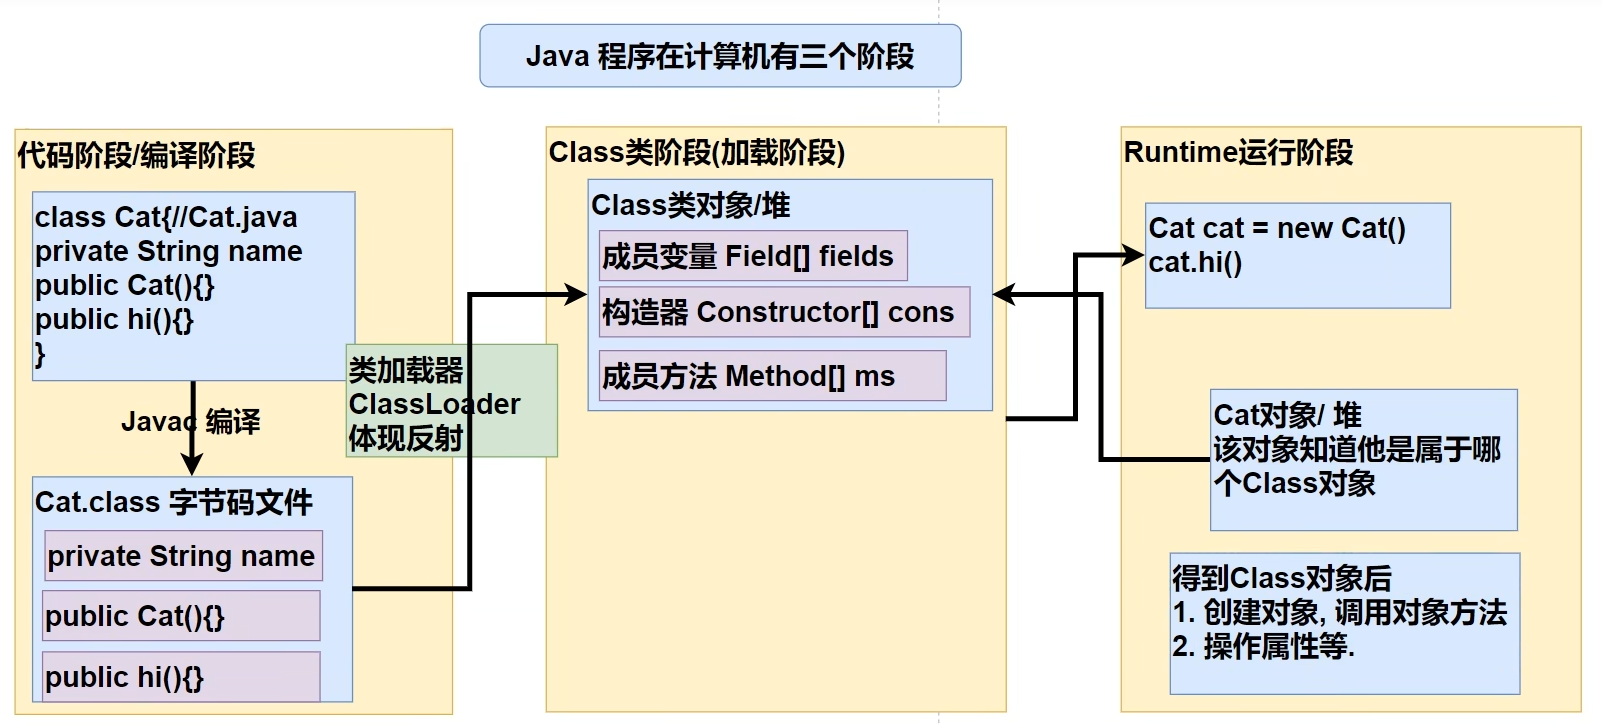 Java 程序在计算机有三个阶段
代码阶段/编译阶段
class Cat{//Cat.java
private String name
public Cat(){}
public hi(){}
}
Javac 编译
Cat.class 字节码文件
private String name
public Cat(){}
public hi(){}
类加载器
ClassLoader
体现反射
Class类阶段(加载阶段)
Class类对象/堆
成员变量 Field[] fields
构造器 Constructor[] cons
成员方法 Method[] ms
Runtime运行阶段
Cat cat = new Cat()
cat.hi()
Cat对象/ 堆
该对象知道他是属于哪
个Class对象
得到Class对象后
1. 创建对象, 调用对象方法
2. 操作属性等.